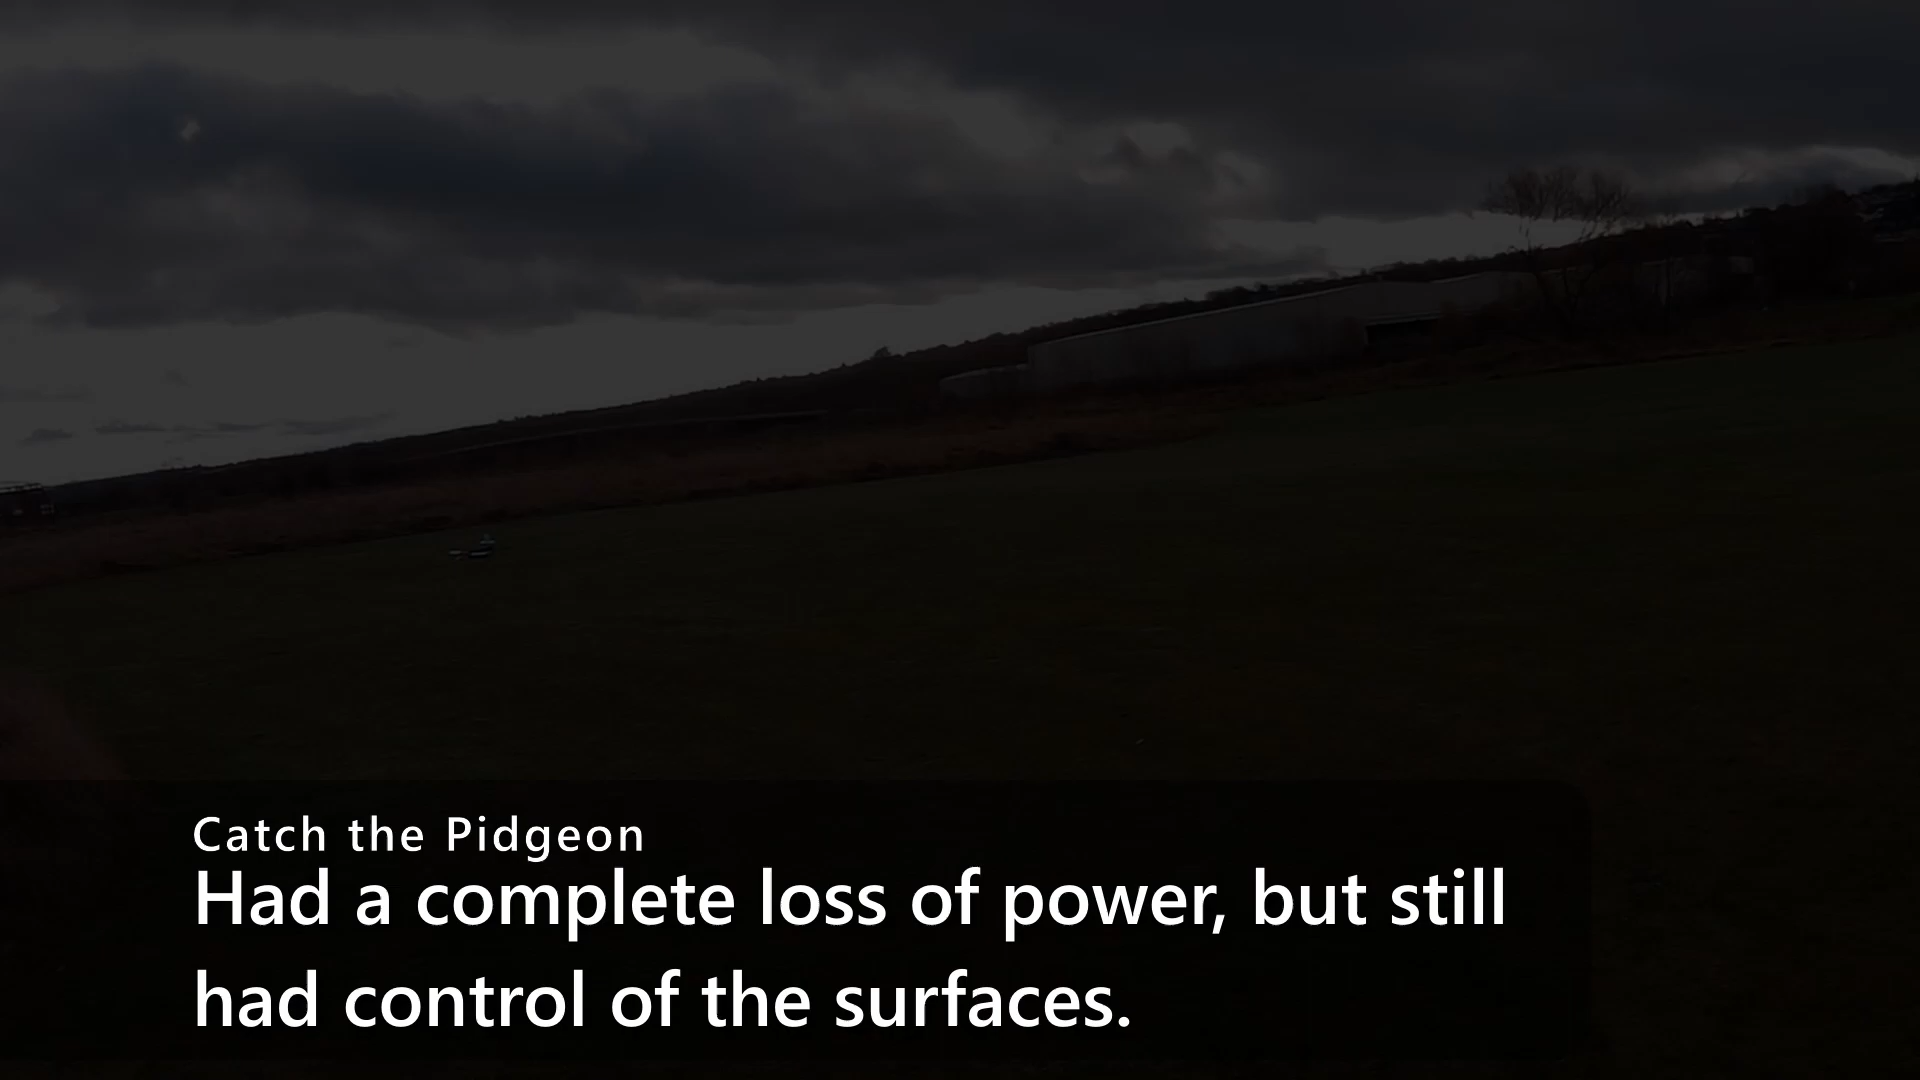 Catch the Pidgeon
Had a complete loss of power, but still
had control of the surfaces.